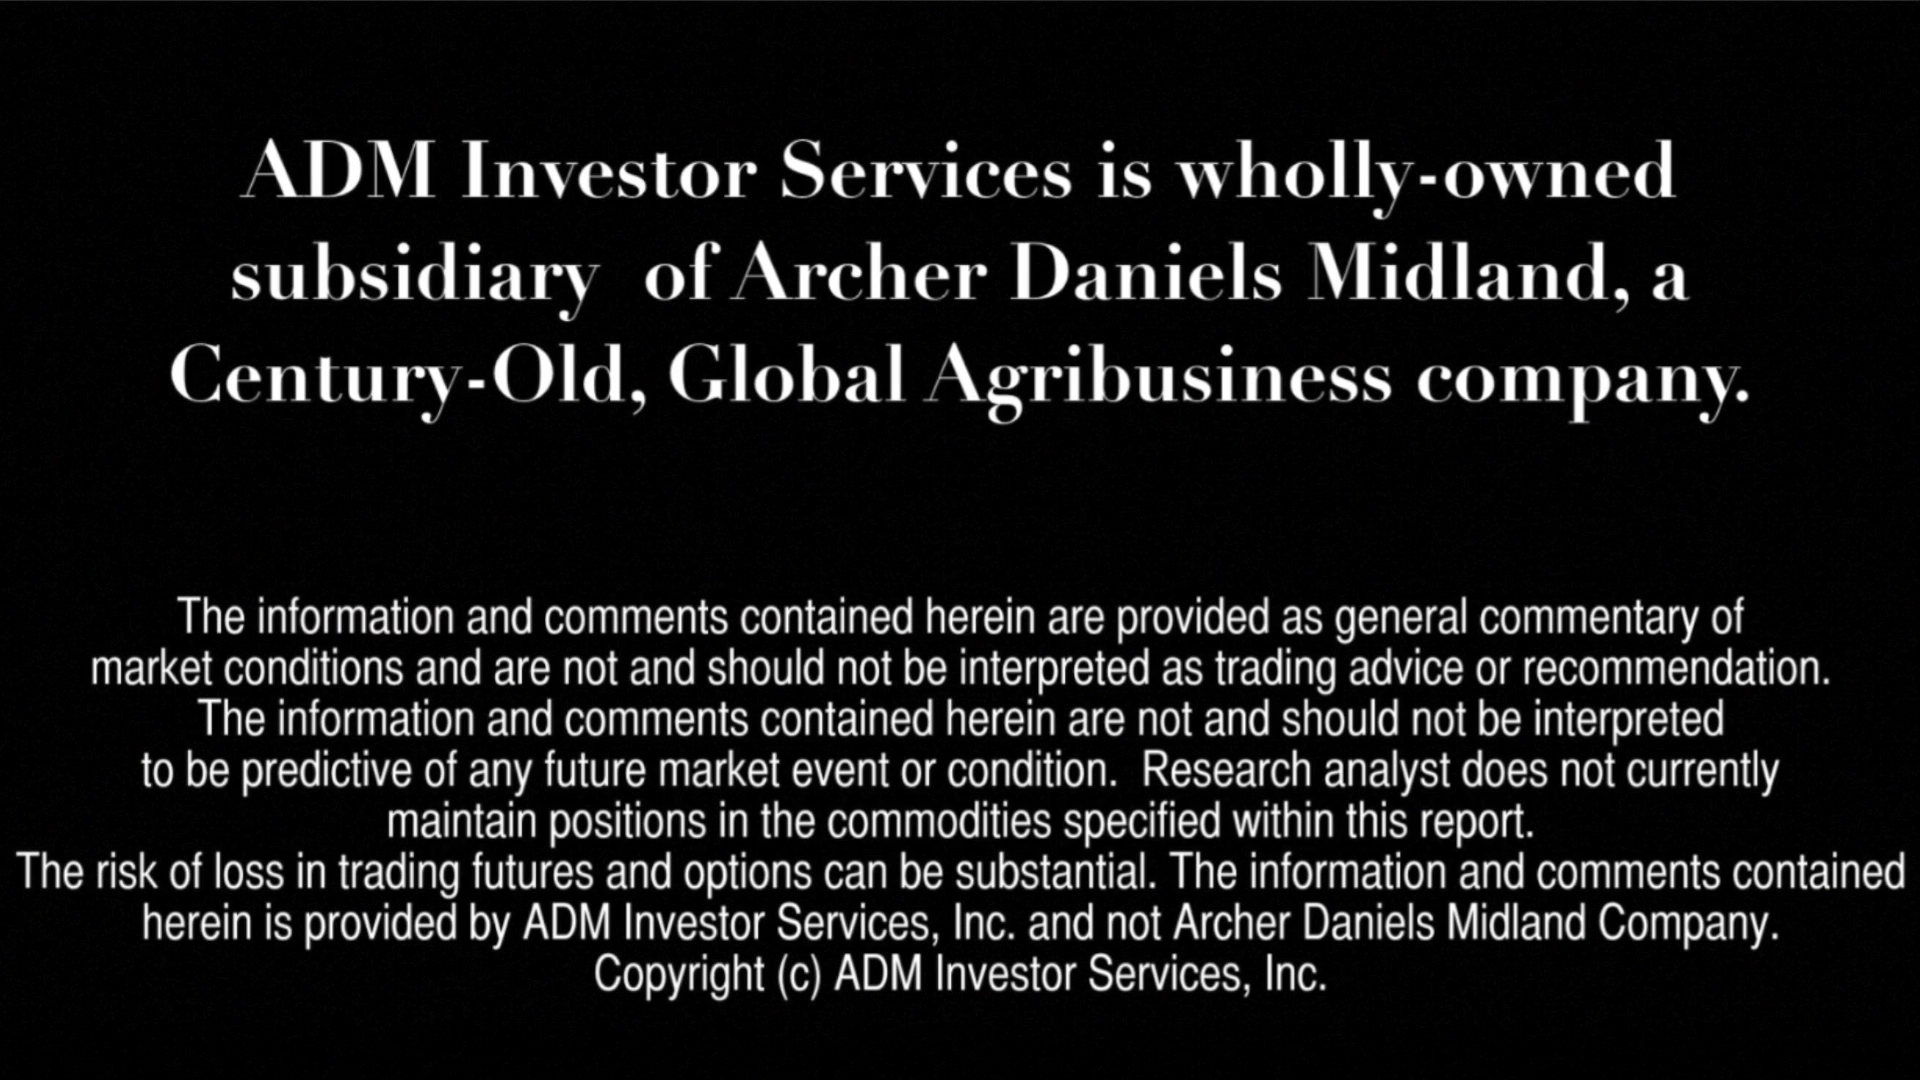 ADM Investor Services is wholly-owned
subsidiary  of Archer Daniels Midland, a
Century-Old, Global Agribusiness company.
The information and comments contained herein are provided as general commentary of
market conditions and are not and should not be interpreted as trading advice or recommendation.
The information and comments contained herein are not and should not be interpreted
to be predictive of any future market event or condition.  Research analyst does not currently
maintain positions in the commodities specified within this report.
The risk of loss in trading futures and options can be substantial. The information and comments contained
herein is provided by ADM Investor Services, Inc. and not Archer Daniels Midland Company.
Copyright (c) ADM Investor Services, Inc.